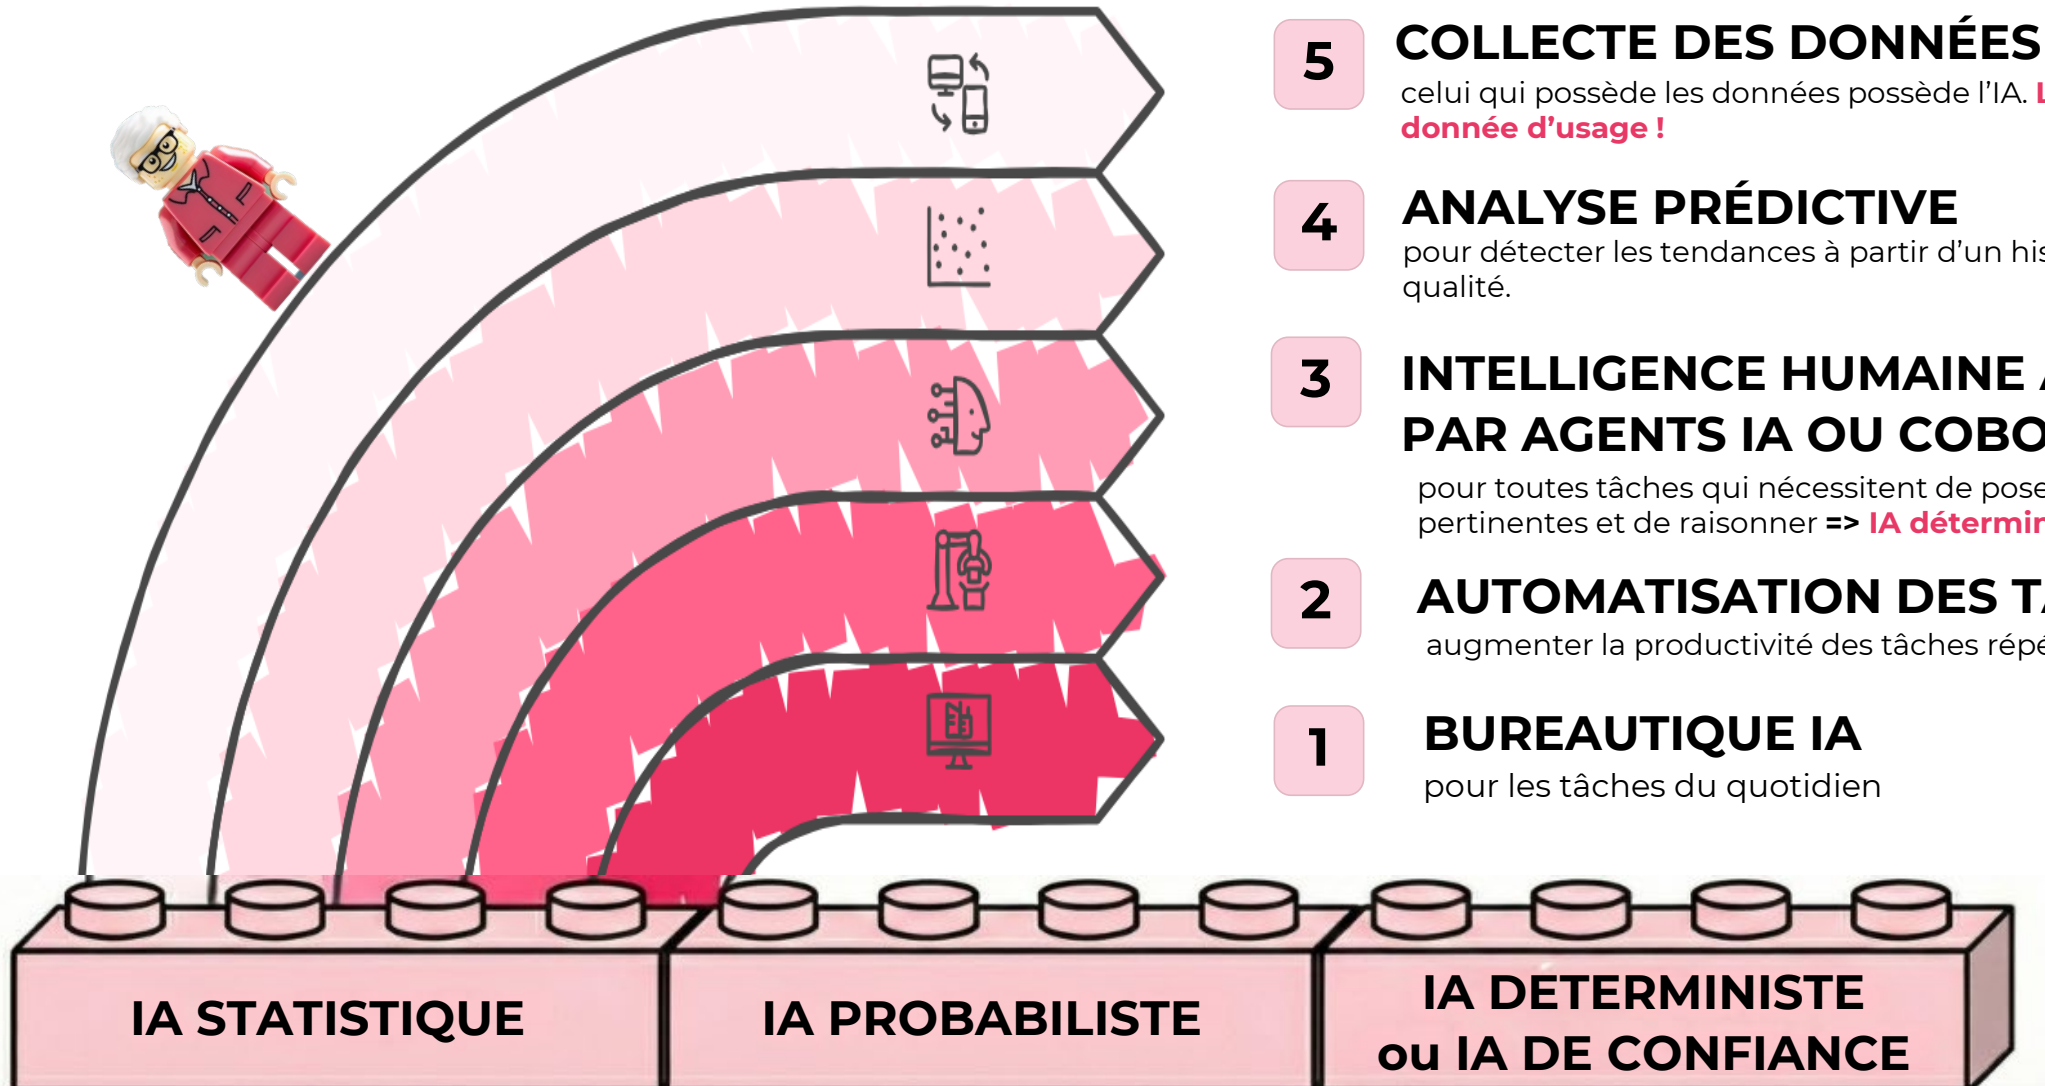 5
COLLECTE DES DONNÉES
celui qui possède les données possède l’IA.
donnée d’usage !
4
ANALYSE PRÉDICTIVE
pour détecter les tendances à partir d’un
qualité.
3
INTELLIGENCE HUMAINE
PAR AGENTS IA OU
pour toutes tâches qui nécessitent de
pertinentes et de raisonner => IA
2
AUTOMATISATION DES
augmenter la productivité des tâches
1
BUREAUTIQUE IA
pour les tâches du quotidien
IA STATISTIQUE
IA PROBABILISTE
IA DETERMINISTE
ou IA DE CONFIANCE